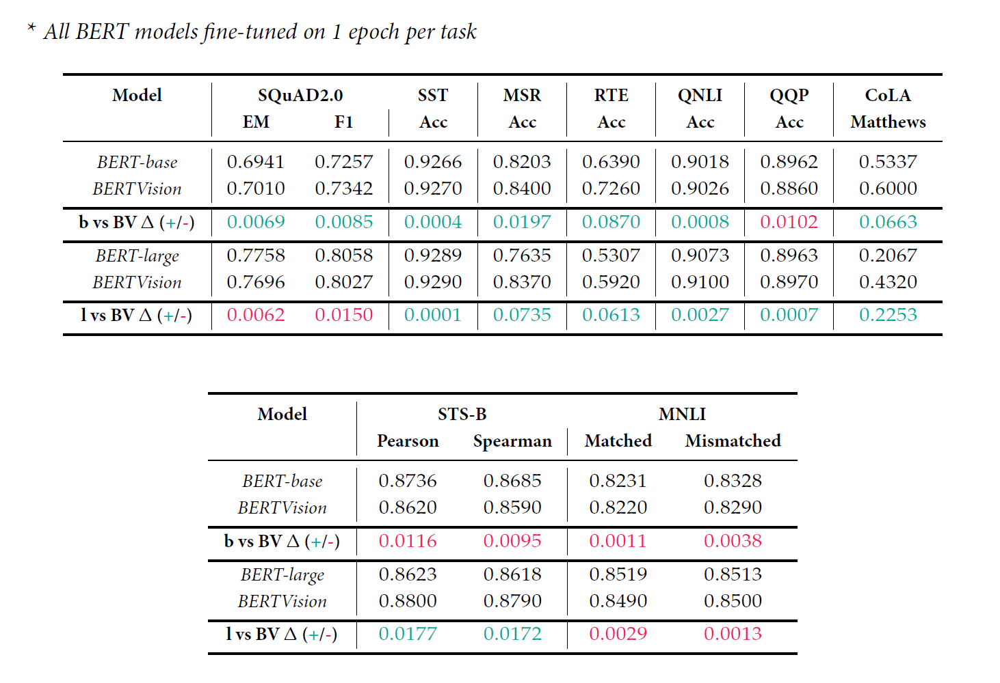 * All BERT models fine-tuned on 1 epoch per task
Model SQuAD2.0 SST MSR RTE QNLI QQP CoLA
EM F1 Acc Acc Acc Acc Acc Matthews
BERT-base 0.6941 0.7257 0.9266 0.8203 0.6390 0.9018 0.8962 0.5337
BERTVision 0.7010 0.7342 0.9270 0.8400 0.7260 0.9026 0.8860 0.6000
b vs BV Δ (+/-) 0.0069 0.0085 0.0004 0.0197 0.0870 0.0008 0.0102 0.0663
BERT-large 0.7758 0.8058 0.9289 0.7635 0.5307 0.9073 0.8963 0.2067
BERTVision 0.7696 0.8027 0.9290 0.8370 0.5920 0.9100 0.8970 0.4320
l vs BV Δ (+/-) 0.0062 0.0150 0.0001 0.0735 0.0613 0.0027 0.0007 0.2253
Model STS-B MNLI
Pearson Spearman Matched Mismatched
BERT-base 0.8736 0.8685 0.8231 0.8328
BERTVision 0.8620 0.8590 0.8220 0.8290
b vs BV Δ (+/-) 0.0116 0.0095 0.0011 0.0038
BERT-large 0.8623 0.8618 0.8519 0.8513
BERTVision 0.8800 0.8790 0.8490 0.8500
l vs BV Δ (+/-) 0.0177 0.0172 0.0029 0.0013